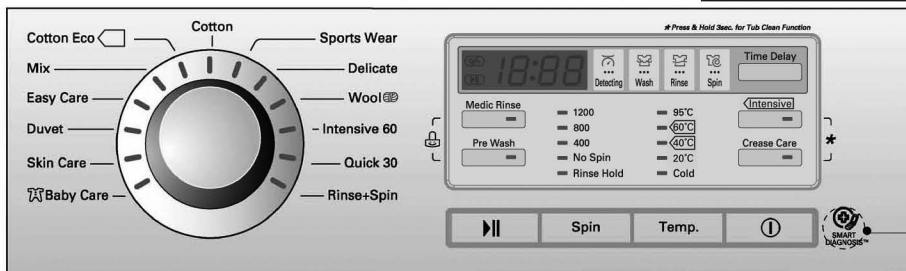 * Press & Hold 3sec. for Tub Clean Function
Cotton
Cotton Eco
Mix
Easy Care
Duvet
Skin Care
Baby Care
Sports Wear
Delicate
Wool
Intensive 60
Quick 30
Rinse+Spin
18:88
Detecting
Wash
Rinse
Spin
Time Delay
Medic Rinse
Pre Wash
1200
800
400
No Spin
Rinse Hold
95°C
60°C
40°C
20°C
Cold
Intensive
Crease Care
*
Spin
Temp.
SMART
DIAGNOSIS™